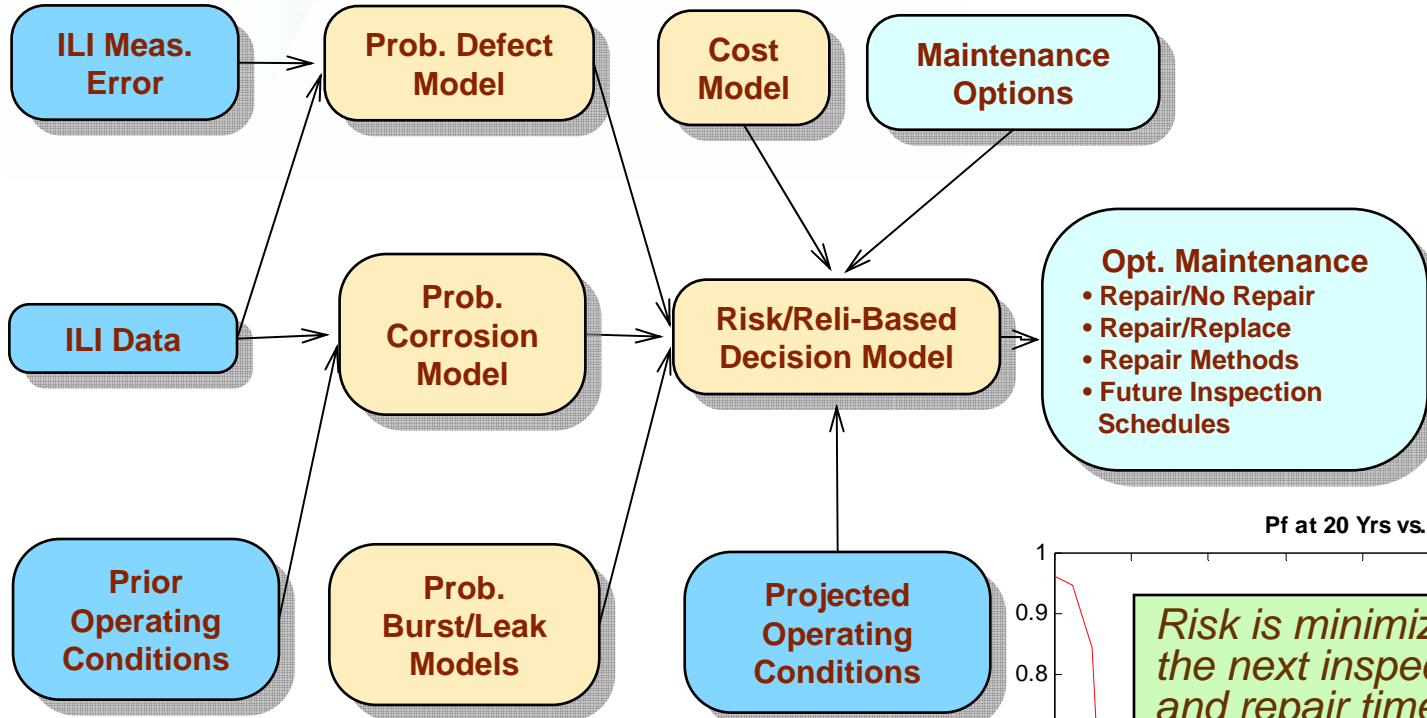 ILI Meas.
Error
Prob. Defect
Model
Cost
Model
Maintenance
Options
ILI Data
Prob.
Corrosion
Model
Risk/Reli-Based
Decision Model
Opt. Maintenance
• Repair/No Repair
• Repair/Replace
• Repair Methods
• Future Inspection
Schedules
Prior
Operating
Conditions
Prob.
Burst/Leak
Models
Projected
Operating
Conditions
Pf at 20 Yrs vs.
1
0.9
0.8
Risk is minimiz
the next inspec
and repair time